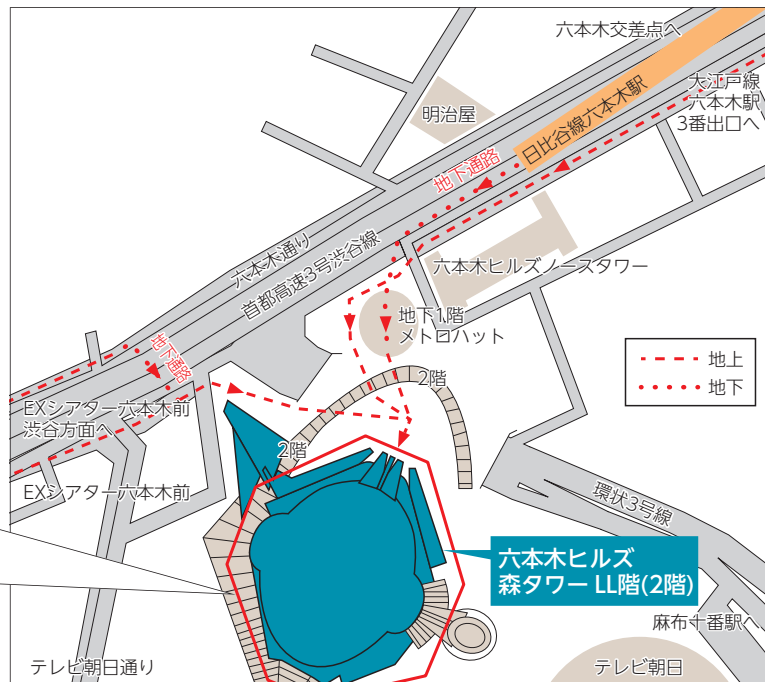 六本木交差点へ
大江戸線
六本木駅
3番出口へ
明治屋
日比谷線六本木駅
地下通路
六本木通り
首都高速3号渋谷線
六本木ヒルズノースタワー
地下1階
メトロハット
地下通路
地上
地下
2階
EXシアター六本木前
渋谷方面へ
2階
EXシアター六本木前
環状3号線
六本木ヒルズ
森タワー LL階(2階)
麻布十番駅へ
テレビ朝日通り
テレビ朝日